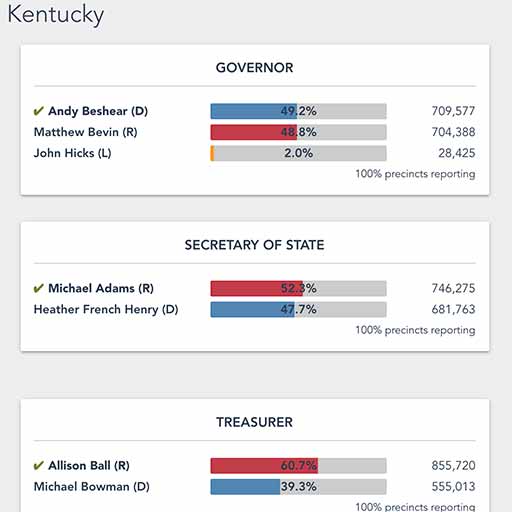 Kentucky
GOVERNOR
✔ Andy Beshear (D) 49.2% 709,577
Matthew Bevin (R) 48.8% 704,388
John Hicks (L) 2.0% 28,425
100% precincts reporting
SECRETARY OF STATE
✔ Michael Adams (R) 52.3% 746,275
Heather French Henry (D) 47.7% 681,763
100% precincts reporting
TREASURER
✔ Allison Ball (R) 60.7% 855,720
Michael Bowman (D) 39.3% 555,013
100% precincts reporting